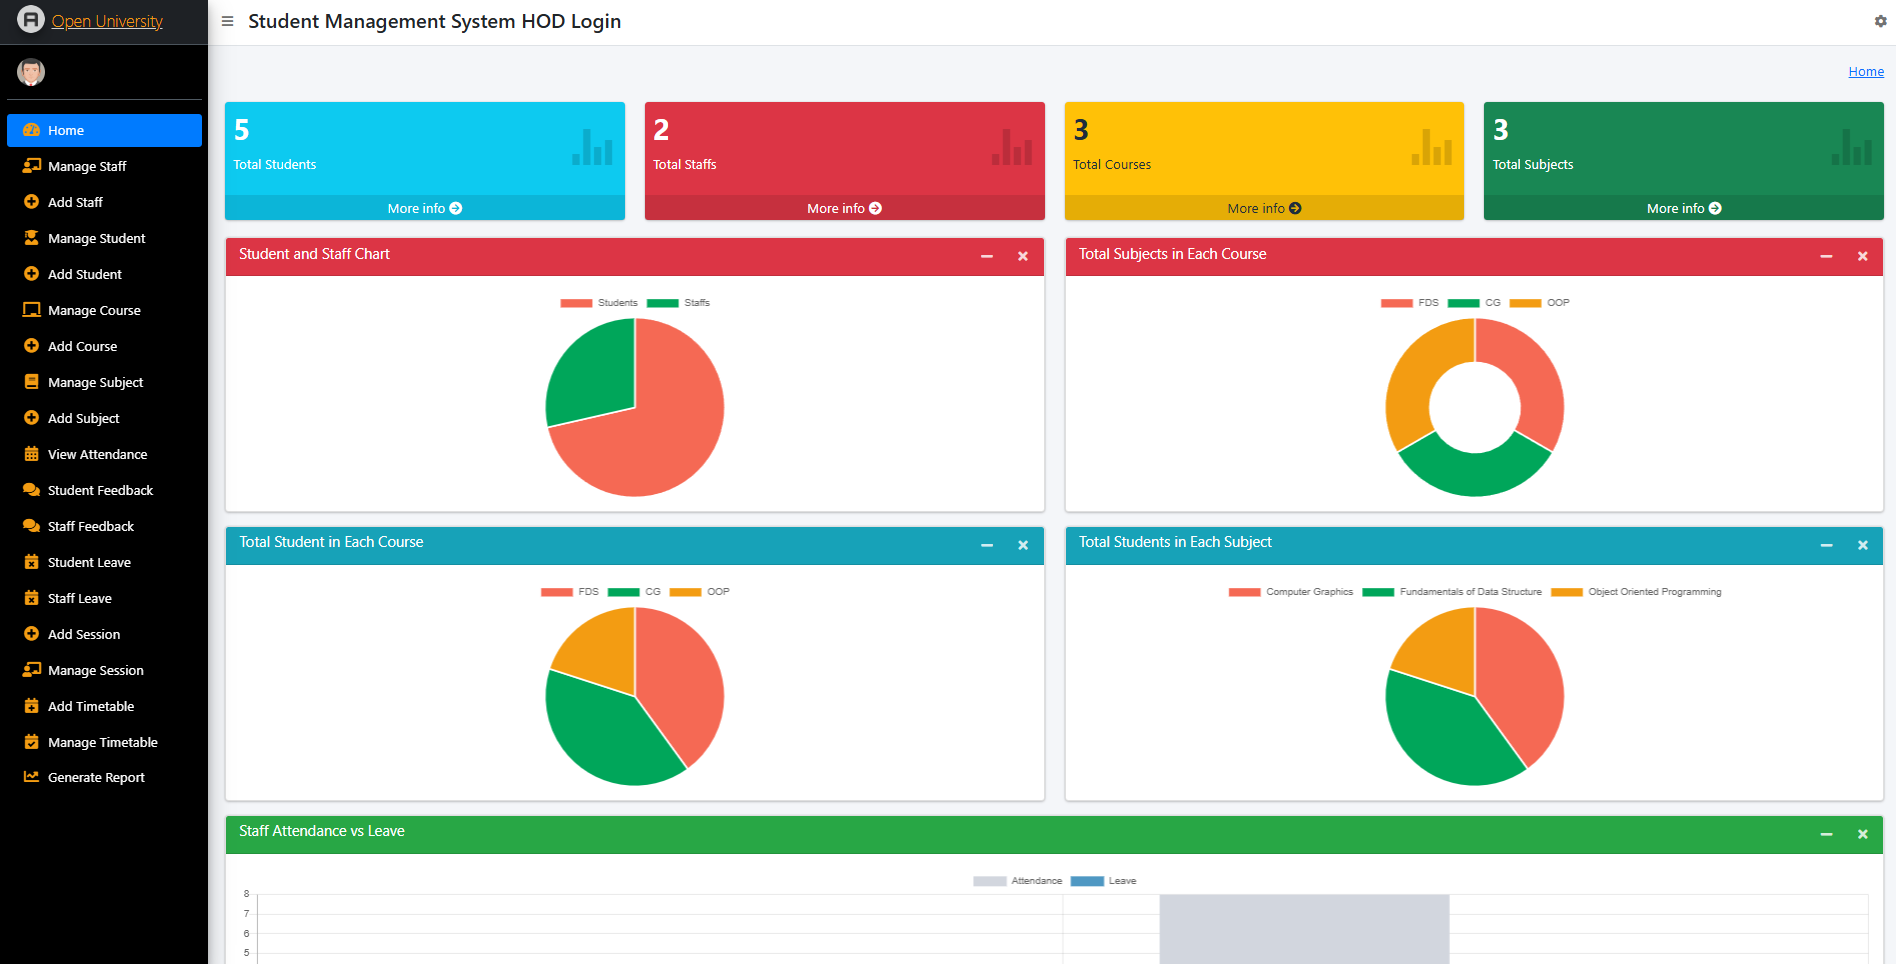 Open University
Student Management System HOD Login
Home
Home
Manage Staff
Add Staff
Manage Student
Add Student
Manage Course
Add Course
Manage Subject
Add Subject
View Attendance
Student Feedback
Staff Feedback
Student Leave
Staff Leave
Add Session
Manage Session
Add Timetable
Manage Timetable
Generate Report
5
Total Students
More info
2
Total Staffs
More info
3
Total Courses
More info
3
Total Subjects
More info
Student and Staff Chart
Students Staffs
Total Subjects in Each Course
FDS CG OOP
Total Student in Each Course
FDS CG OOP
Total Students in Each Subject
Computer Graphics Fundamentals of Data Structure Object Oriented Programming
Staff Attendance vs Leave
Attendance Leave
8
7
6
5